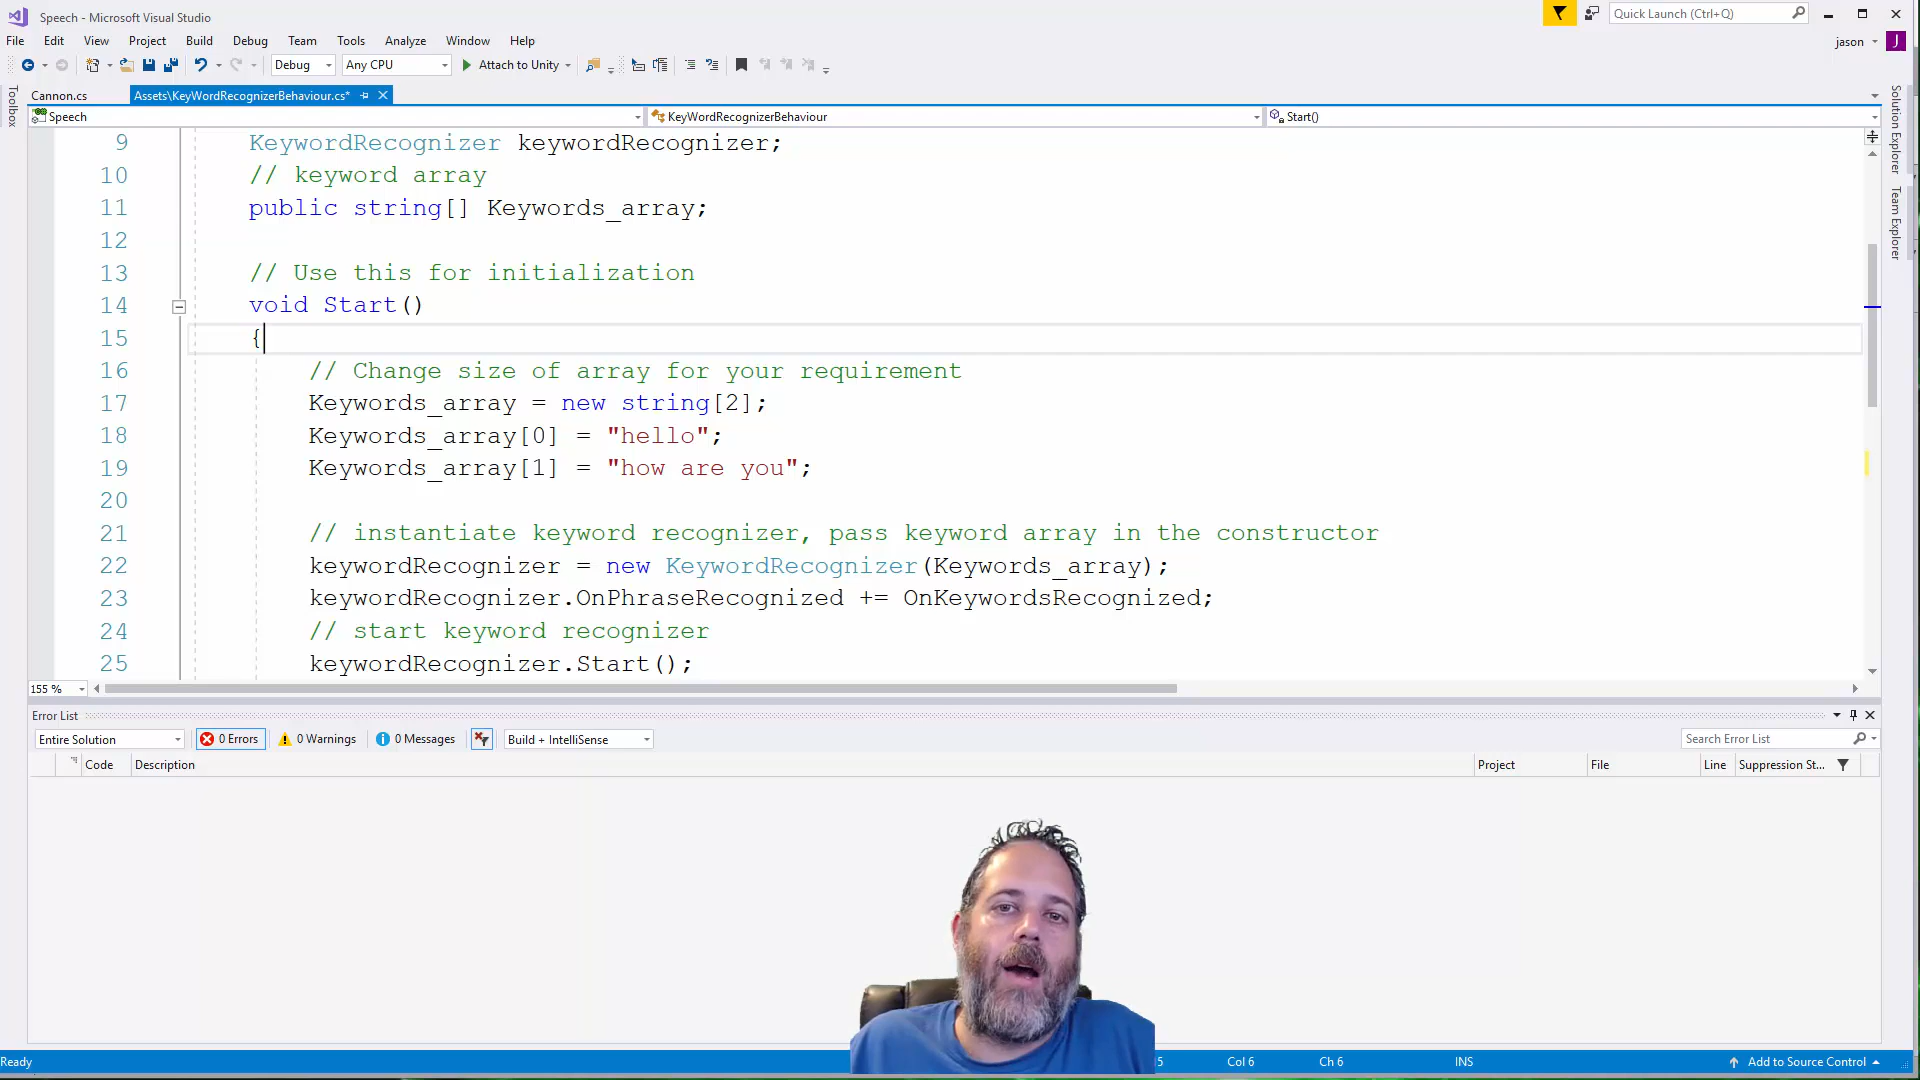 Speech - Microsoft Visual Studio
Quick Launch (Ctrl+Q)
File Edit View Project Build Debug Team Tools Analyze Window Help
jason J
Debug Any CPU Attach to Unity
Toolbox
Cannon.cs Assets\KeyWordRecognizerBehaviour.cs*
Speech KeyWordRecognizerBehaviour Start()
Solution Explorer
Team Explorer
9 KeywordRecognizer keywordRecognizer;
10 // keyword array
11 public string[] Keywords_array;
12
13 // Use this for initialization
14 void Start()
15 {
16 // Change size of array for your requirement
17 Keywords_array = new string[2];
18 Keywords_array[0] = "hello";
19 Keywords_array[1] = "how are you";
20
21 // instantiate keyword recognizer, pass keyword array in the constructor
22 keywordRecognizer = new KeywordRecognizer(Keywords_array);
23 keywordRecognizer.OnPhraseRecognized += OnKeywordsRecognized;
24 // start keyword recognizer
25 keywordRecognizer.Start();
155 %
Error List
Entire Solution 0 Errors 0 Warnings 0 Messages Build + IntelliSense Search Error List
Code Description Project File Line Suppression St...
Ready Col 6 Ch 6 INS Add to Source Control